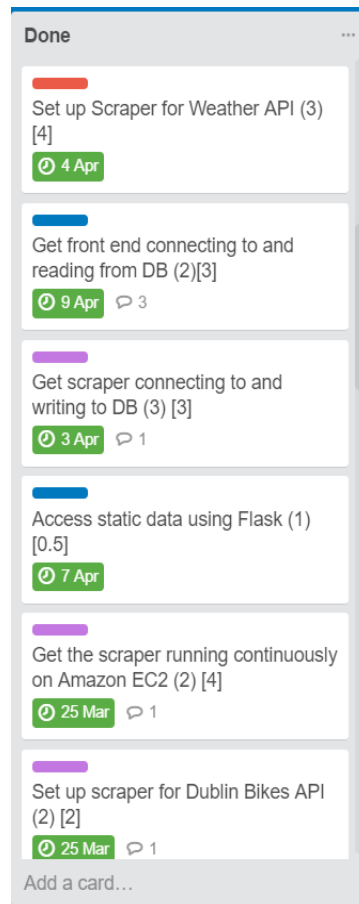 Done
Set up Scraper for Weather API (3)
[4]
4 Apr
Get front end connecting to and
reading from DB (2)[3]
9 Apr 3
Get scraper connecting to and
writing to DB (3) [3]
3 Apr 1
Access static data using Flask (1)
[0.5]
7 Apr
Get the scraper running continuously
on Amazon EC2 (2) [4]
25 Mar 1
Set up scraper for Dublin Bikes API
(2) [2]
25 Mar 1
Add a card…